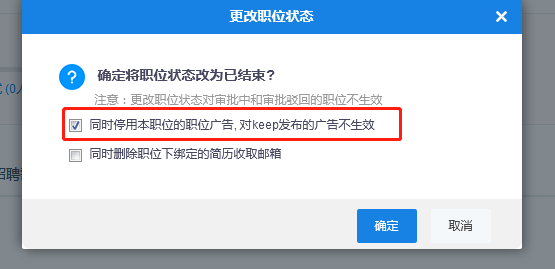 更改职位状态
确定将职位状态改为已结束？
(0人
注意：更改职位状态对审批中和审批驳回的职位不生效
同时停用本职位的职位广告, 对keep发布的广告不生效
同时删除职位下绑定的简历收取邮箱
招聘
确定
取消